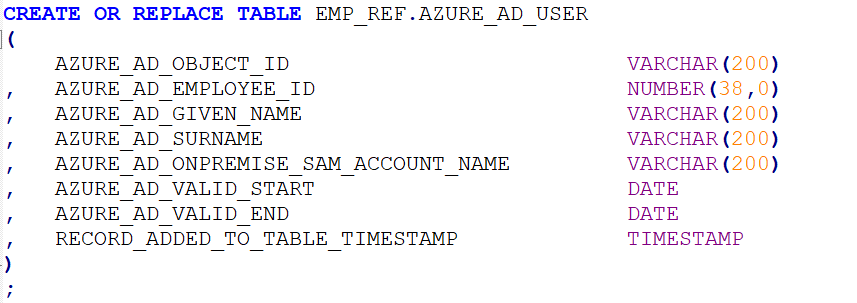 CREATE OR REPLACE TABLE EMP_REF.AZURE_AD_USER
(
    AZURE_AD_OBJECT_ID                        VARCHAR(200)
,   AZURE_AD_EMPLOYEE_ID                      NUMBER(38,0)
,   AZURE_AD_GIVEN_NAME                       VARCHAR(200)
,   AZURE_AD_SURNAME                          VARCHAR(200)
,   AZURE_AD_ONPREMISE_SAM_ACCOUNT_NAME       VARCHAR(200)
,   AZURE_AD_VALID_START                      DATE
,   AZURE_AD_VALID_END                        DATE
,   RECORD_ADDED_TO_TABLE_TIMESTAMP           TIMESTAMP
)
;